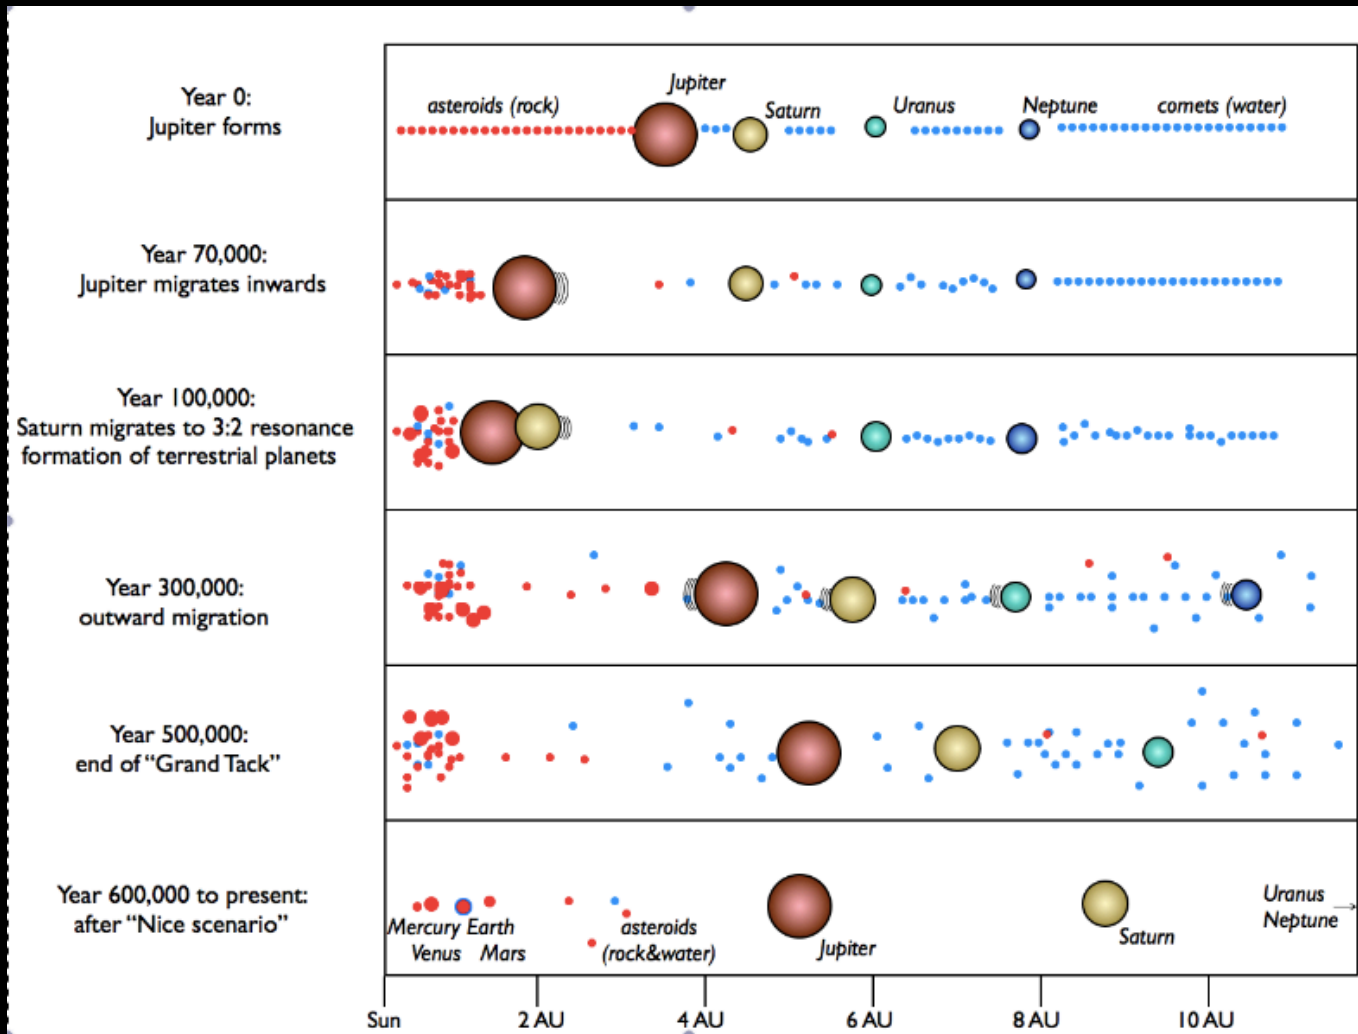 Year 0:
Jupiter forms
asteroids (rock)
Jupiter
Saturn
Uranus
Neptune
comets (water)
Year 70,000:
Jupiter migrates inwards
Year 100,000:
Saturn migrates to 3:2 resonance
formation of terrestrial planets
Year 300,000:
outward migration
Year 500,000:
end of “Grand Tack”
Year 600,000 to present:
after “Nice scenario”
Mercury Earth
Venus Mars
asteroids
(rock&water)
Jupiter
Saturn
Uranus
Neptune
Sun
2 AU
4 AU
6 AU
8 AU
10 AU